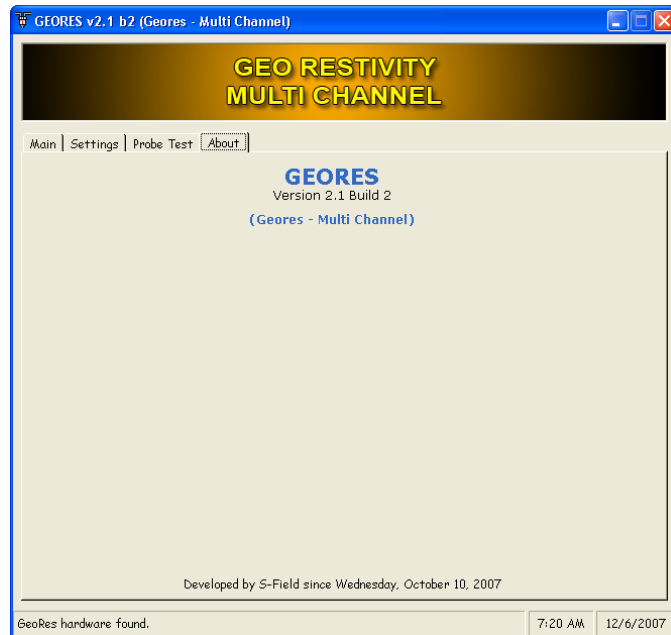 GEORES v2.1 b2 (Geores - Multi Channel)
GEO RESTIVITY
MULTI CHANNEL
Main Settings Probe Test About
GEORES
Version 2.1 Build 2
(Geores - Multi Channel)
Developed by S-Field since Wednesday, October 10, 2007
GeoRes hardware found. 7:20 AM 12/6/2007